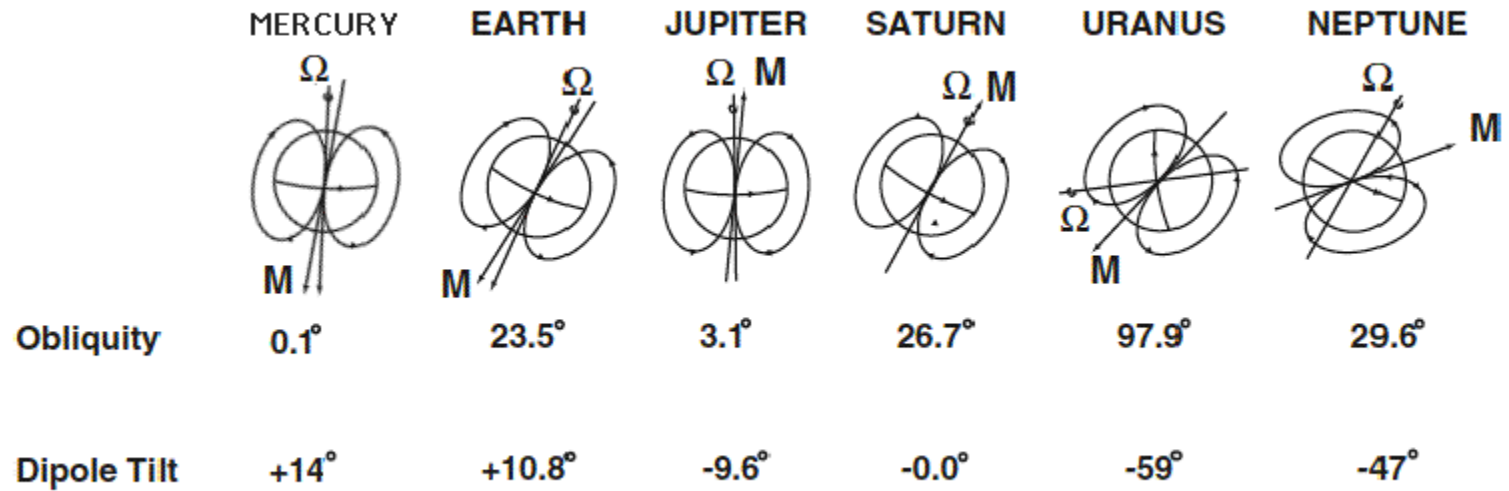 MERCURY EARTH JUPITER SATURN URANUS NEPTUNE
Ω Ω Ω M Ω M Ω M Ω M
M M
Obliquity 0.1° 23.5° 3.1° 26.7° 97.9° 29.6°
Dipole Tilt +14° +10.8° -9.6° -0.0° -59° -47°